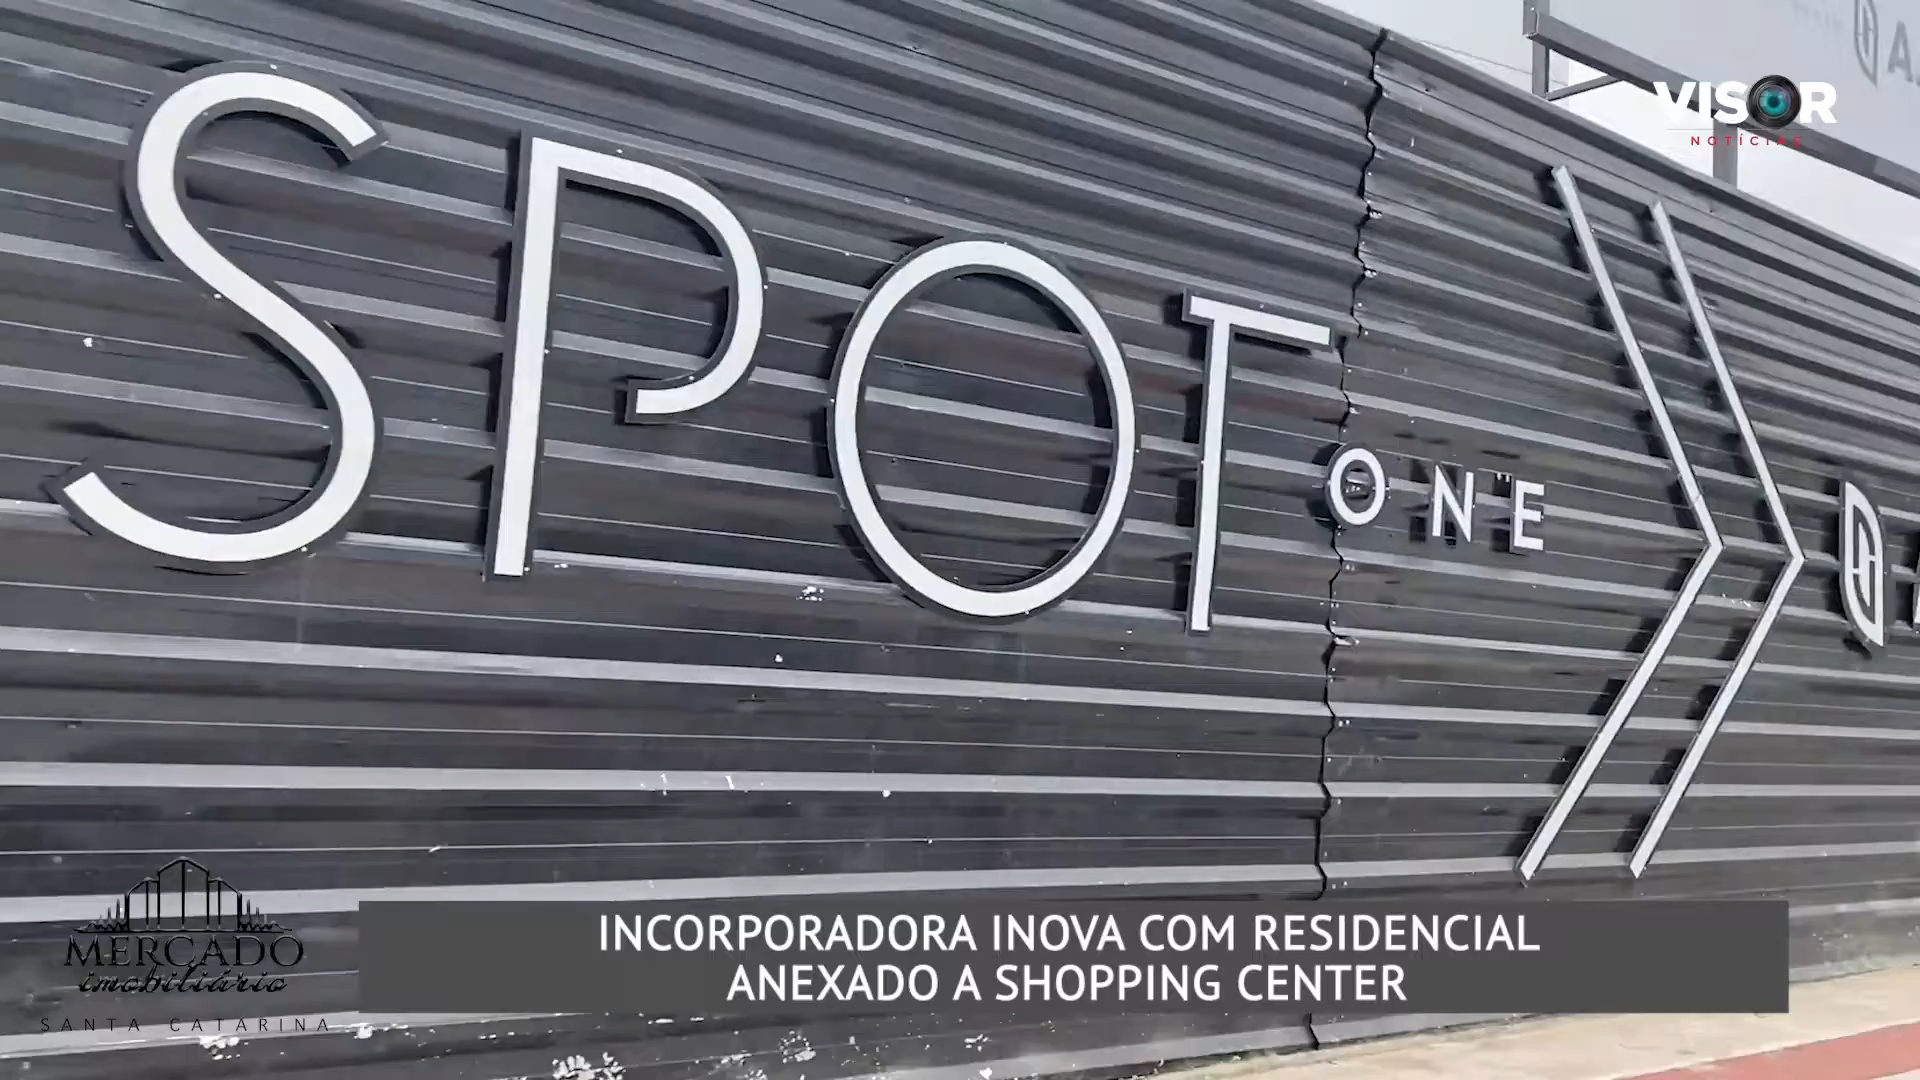 VISOR
NOTÍCIAS
SPOT ONE
INCORPORADORA INOVA COM RESIDENCIAL
ANEXADO A SHOPPING CENTER
MERCADO
imobiliário
SANTA CATARINA